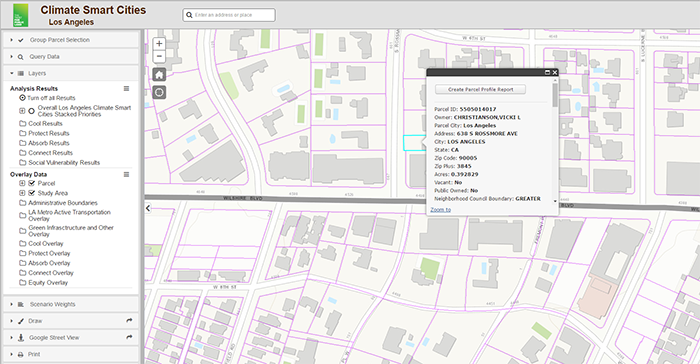 Climate Smart Cities
Los Angeles
Enter an address or place
Group Parcel Selection
Query Data
Layers
Analysis Results
Turn off all Results
Overall Los Angeles Climate Smart
Cities Stacked Priorities
Cool Results
Protect Results
Absorb Results
Connect Results
Social Vulnerability Results
Overlay Data
Parcel
Study Area
Administrative Boundaries
LA Metro Active Transportation
Overlay
Green Infrastructure and Other
Overlay
Cool Overlay
Protect Overlay
Absorb Overlay
Connect Overlay
Equity Overlay
Scenario Weights
Draw
Google Street View
Print
W 4TH ST
Create Parcel Profile Report
Parcel ID: 5505014017
Owner: CHRISTIANSON,VICKI L
Parcel City: Los Angeles
Address: 638 S ROSSMORE AVE
City: LOS ANGELES
State: CA
Zip Code: 90005
Zip Plus: 3845
Acres: 0.392829
Vacant: No
Public Owned: No
Neighborhood Council Boundary: GREATER
Zoom to
WILSHIRE BLVD
WILSHIRE BLVD
W 8TH ST